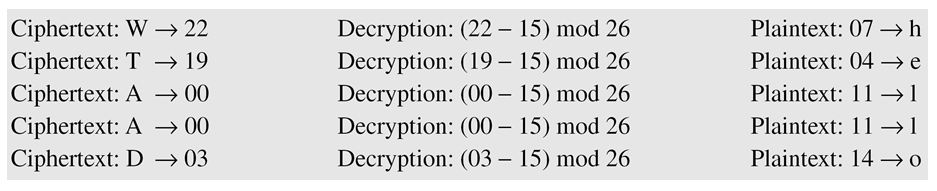 Ciphertext: W → 22 Decryption: (22 – 15) mod 26 Plaintext: 07 → h
Ciphertext: T → 19 Decryption: (19 – 15) mod 26 Plaintext: 04 → e
Ciphertext: A → 00 Decryption: (00 – 15) mod 26 Plaintext: 11 → l
Ciphertext: A → 00 Decryption: (00 – 15) mod 26 Plaintext: 11 → l
Ciphertext: D → 03 Decryption: (03 – 15) mod 26 Plaintext: 14 → o